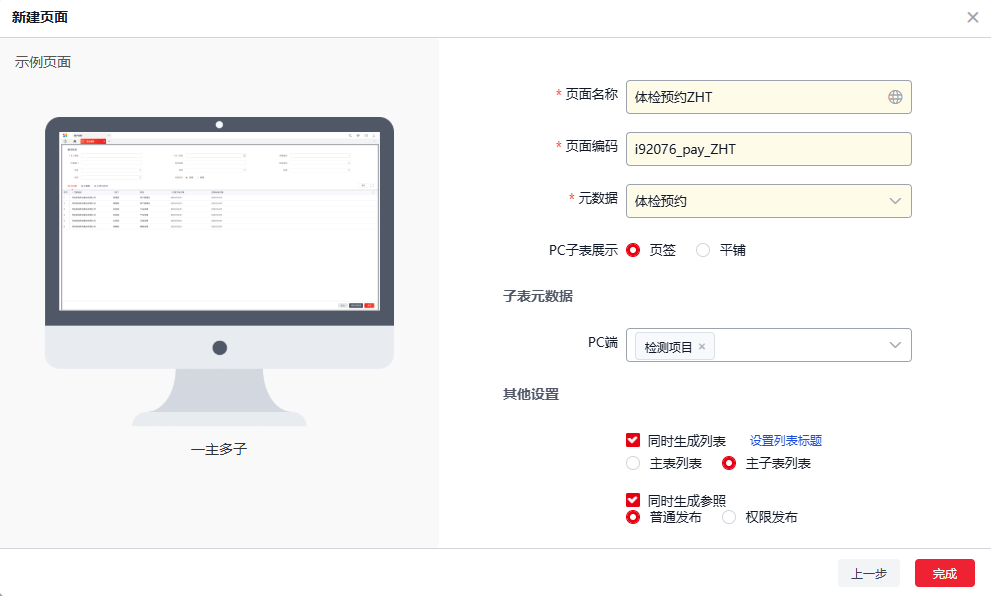 新建页面
示例页面
一主多子
* 页面名称 体检预约ZHT
* 页面编码 i92076_pay_ZHT
* 元数据 体检预约
PC子表展示 页签 平铺
子表元数据
PC端 检测项目 ×
其他设置
同时生成列表 设置列表标题
主表列表 主子表列表
同时生成参照
普通发布 权限发布
上一步 完成